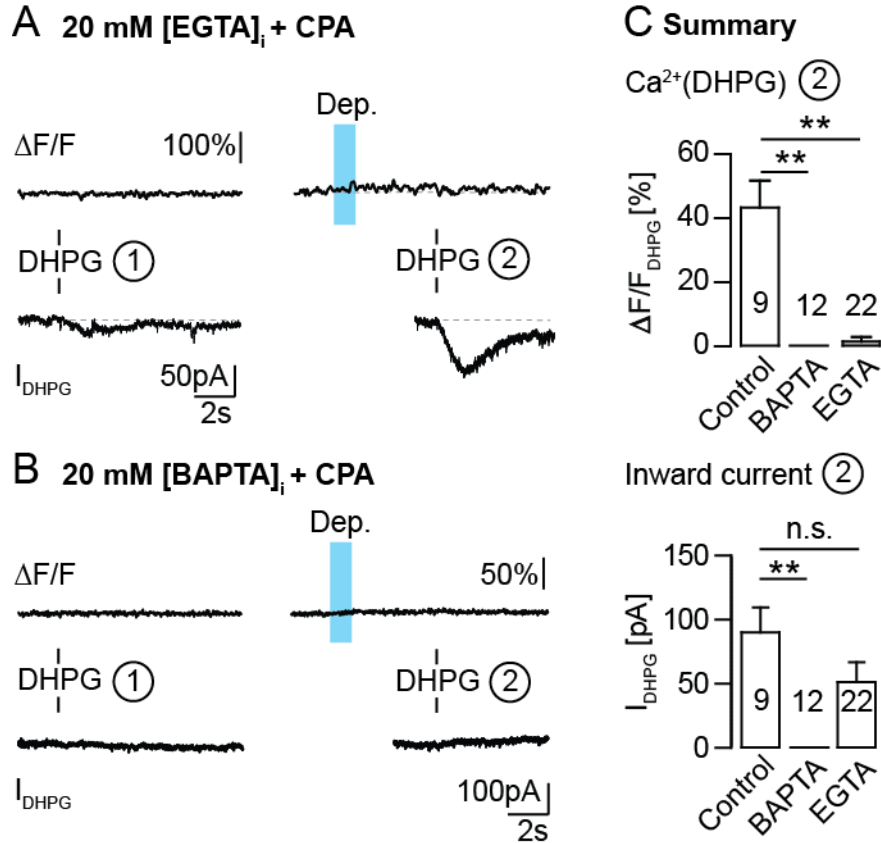 A 20 mM [EGTA]i + CPA
Dep.
ΔF/F 100%
DHPG 1 DHPG 2
IDHPG 50pA
2s
B 20 mM [BAPTA]i + CPA
Dep.
ΔF/F 50%
DHPG 1 DHPG 2
IDHPG 100pA
2s
C Summary
Ca²⁺(DHPG) 2
**
**
ΔF/FDHPG [%]
60
40
20
0
9 12 22
Control BAPTA EGTA
Inward current 2
n.s.
**
IDHPG [pA]
150
100
50
0
9 12 22
Control BAPTA EGTA